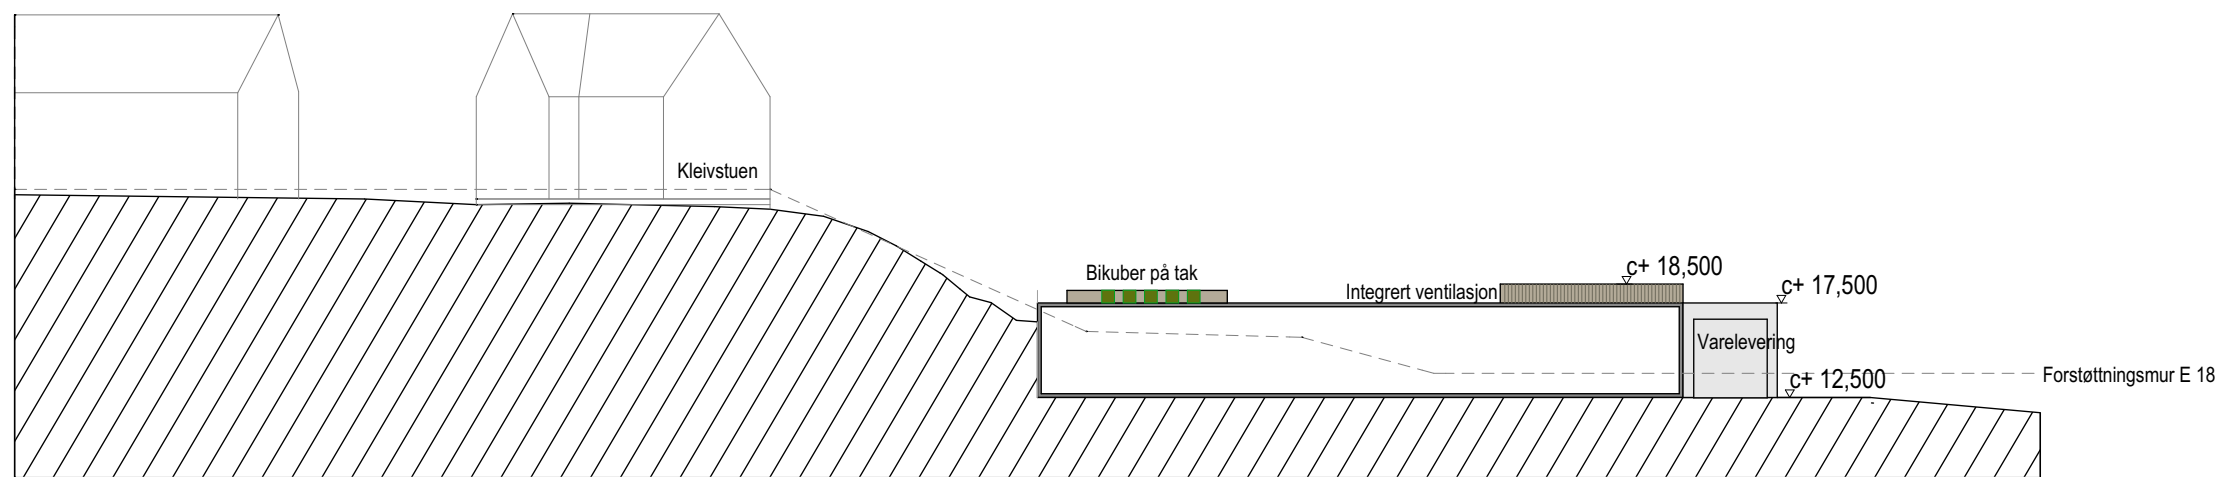 Kleivstuen
Bikuber på tak
Integrert ventilasjon
c+ 18,500
c+ 17,500
Varelevering
c+ 12,500
Forstøttningsmur E 18